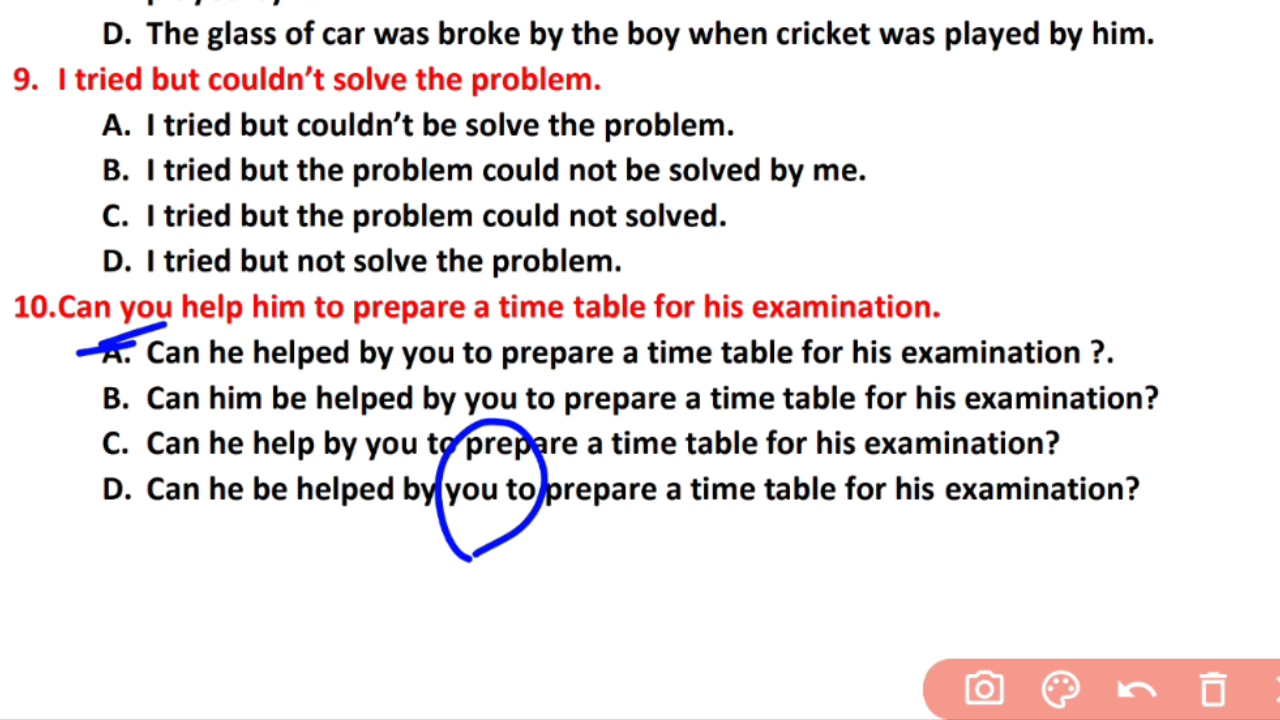 D. The glass of car was broke by the boy when cricket was played by him.
9. I tried but couldn’t solve the problem.
A. I tried but couldn’t be solve the problem.
B. I tried but the problem could not be solved by me.
C. I tried but the problem could not solved.
D. I tried but not solve the problem.
10.Can you help him to prepare a time table for his examination.
A. Can he helped by you to prepare a time table for his examination ?.
B. Can him be helped by you to prepare a time table for his examination?
C. Can he help by you to prepare a time table for his examination?
D. Can he be helped by you to prepare a time table for his examination?